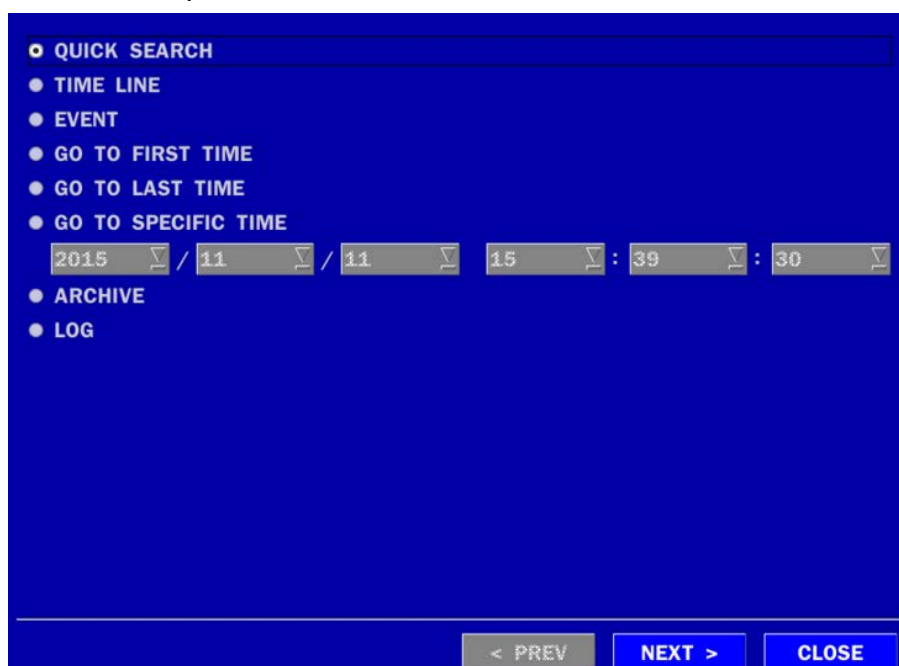 QUICK SEARCH
TIME LINE
EVENT
GO TO FIRST TIME
GO TO LAST TIME
GO TO SPECIFIC TIME
2015 / 11 / 11 15 : 39 : 30
ARCHIVE
LOG
< PREV NEXT > CLOSE